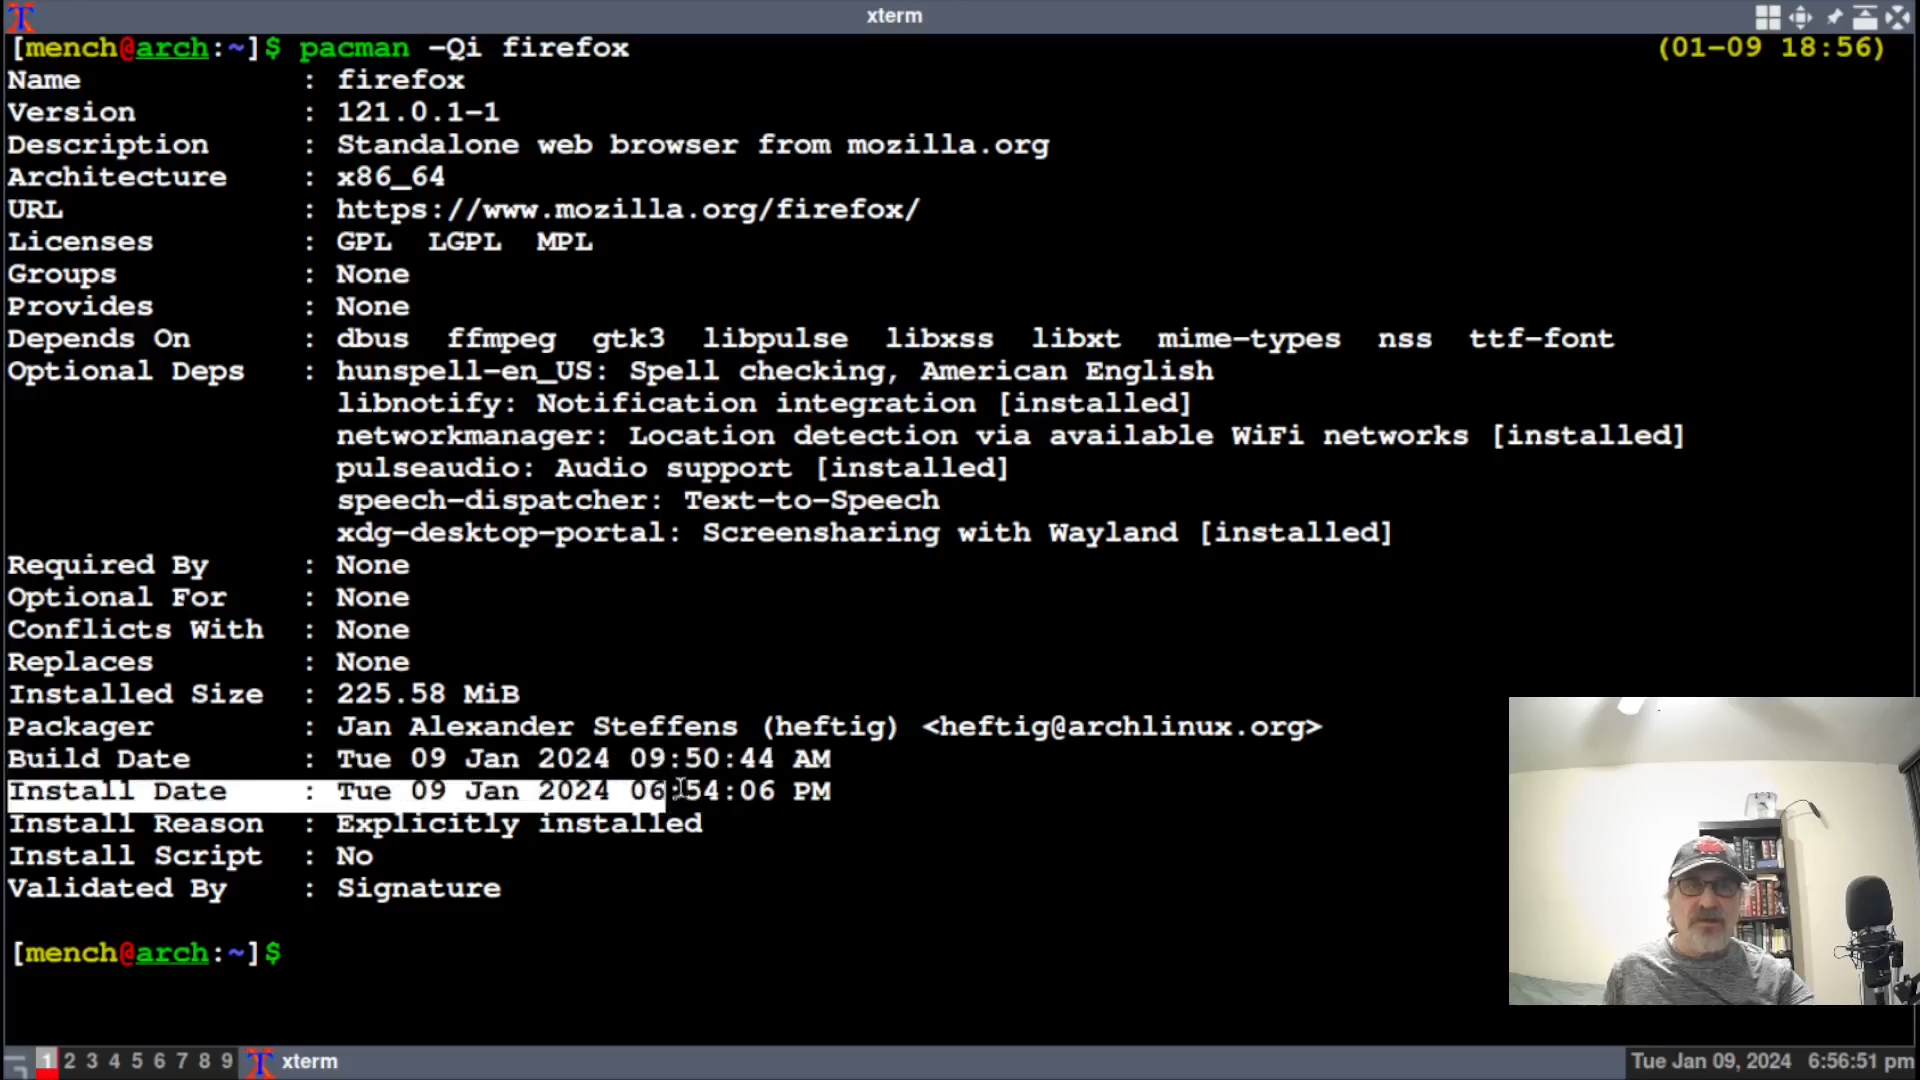 xterm
[mench@arch:~]$ pacman -Qi firefox (01-09 18:56)
Name : firefox
Version : 121.0.1-1
Description : Standalone web browser from mozilla.org
Architecture : x86_64
URL : https://www.mozilla.org/firefox/
Licenses : GPL LGPL MPL
Groups : None
Provides : None
Depends On : dbus ffmpeg gtk3 libpulse libxss libxt mime-types nss ttf-font
Optional Deps : hunspell-en_US: Spell checking, American English
libnotify: Notification integration [installed]
networkmanager: Location detection via available WiFi networks [installed]
pulseaudio: Audio support [installed]
speech-dispatcher: Text-to-Speech
xdg-desktop-portal: Screensharing with Wayland [installed]
Required By : None
Optional For : None
Conflicts With : None
Replaces : None
Installed Size : 225.58 MiB
Packager : Jan Alexander Steffens (heftig) <heftig@archlinux.org>
Build Date : Tue 09 Jan 2024 09:50:44 AM
Install Date : Tue 09 Jan 2024 06:54:06 PM
Install Reason : Explicitly installed
Install Script : No
Validated By : Signature
[mench@arch:~]$
1 2 3 4 5 6 7 8 9 xterm Tue Jan 09, 2024 6:56:51 pm